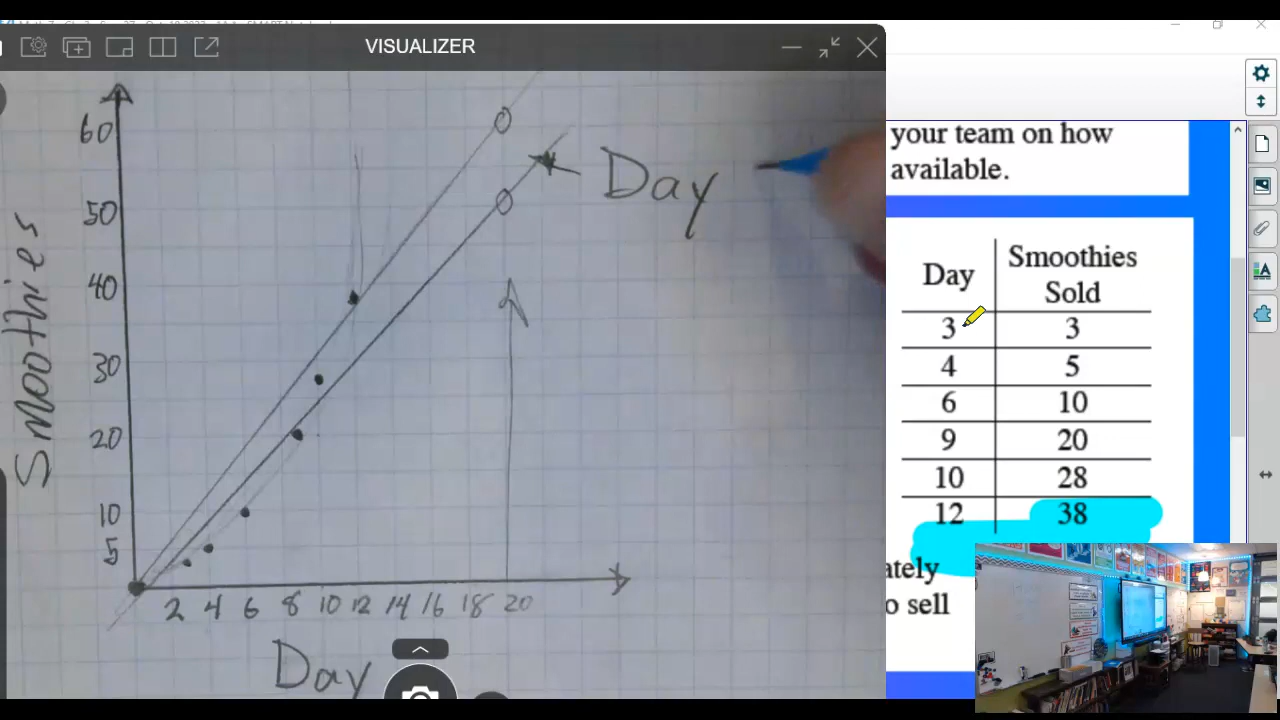 VISUALIZER
60
50
40
30
20
10
5
Smoothies
2 4 6 8 10 12 14 16 18 20
Day
Day
your team on how
available.
Day Smoothies Sold
3 3
4 5
6 10
9 20
10 28
12 38
ately
o sell